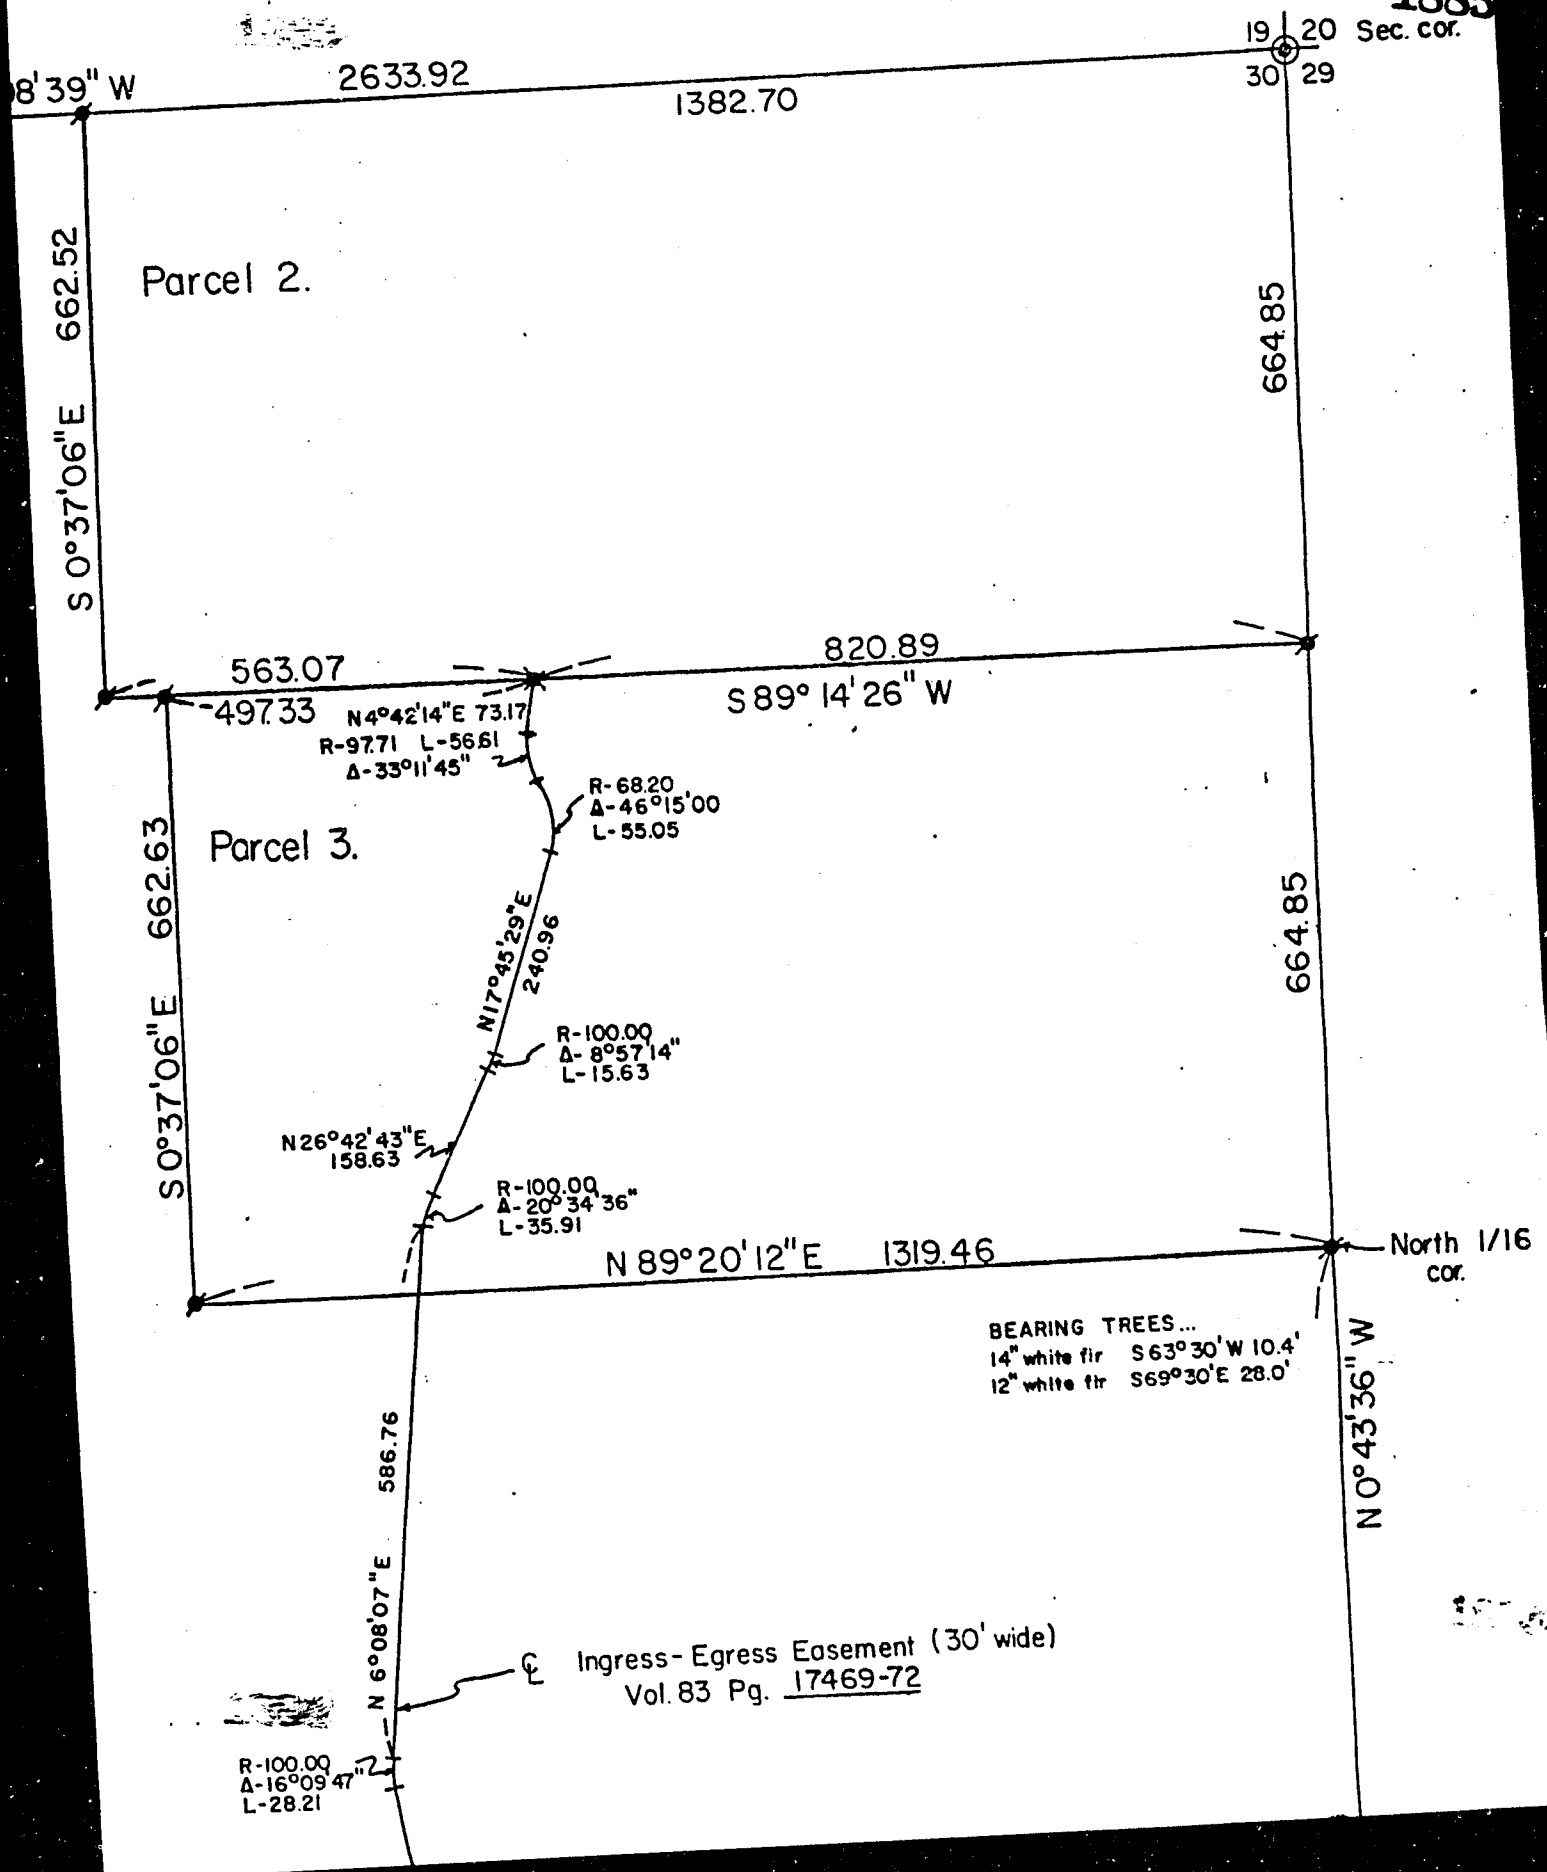 19 20 Sec. cor.
30 29
8'39" W
2633.92
1382.70
662.52
S 0°37'06"E
Parcel 2.
664.85
563.07
820.89
497.33
S 89° 14' 26" W
N4°42'14"E 73.17
R-97.71 L-56.61
Δ-33°11'45"
R-68.20
Δ-46°15'00
L-55.05
Parcel 3.
662.63
S 0°37'06"E
664.85
N17°45'29"E
240.96
R-100.00
Δ-8°57'14"
L-15.63
N26°42'43"E
158.63
R-100.00
Δ-20°34'36"
L-35.91
N 89°20'12"E 1319.46
North 1/16
cor.
BEARING TREES...
14" white fir S63°30'W 10.4'
12" white fir S69°30'E 28.0'
N 0°43'36" W
586.76
N 6°08'07"E
℄ Ingress-Egress Easement (30' wide)
Vol. 83 Pg. 17469-72
R-100.00
Δ-16°09'47"
L-28.21